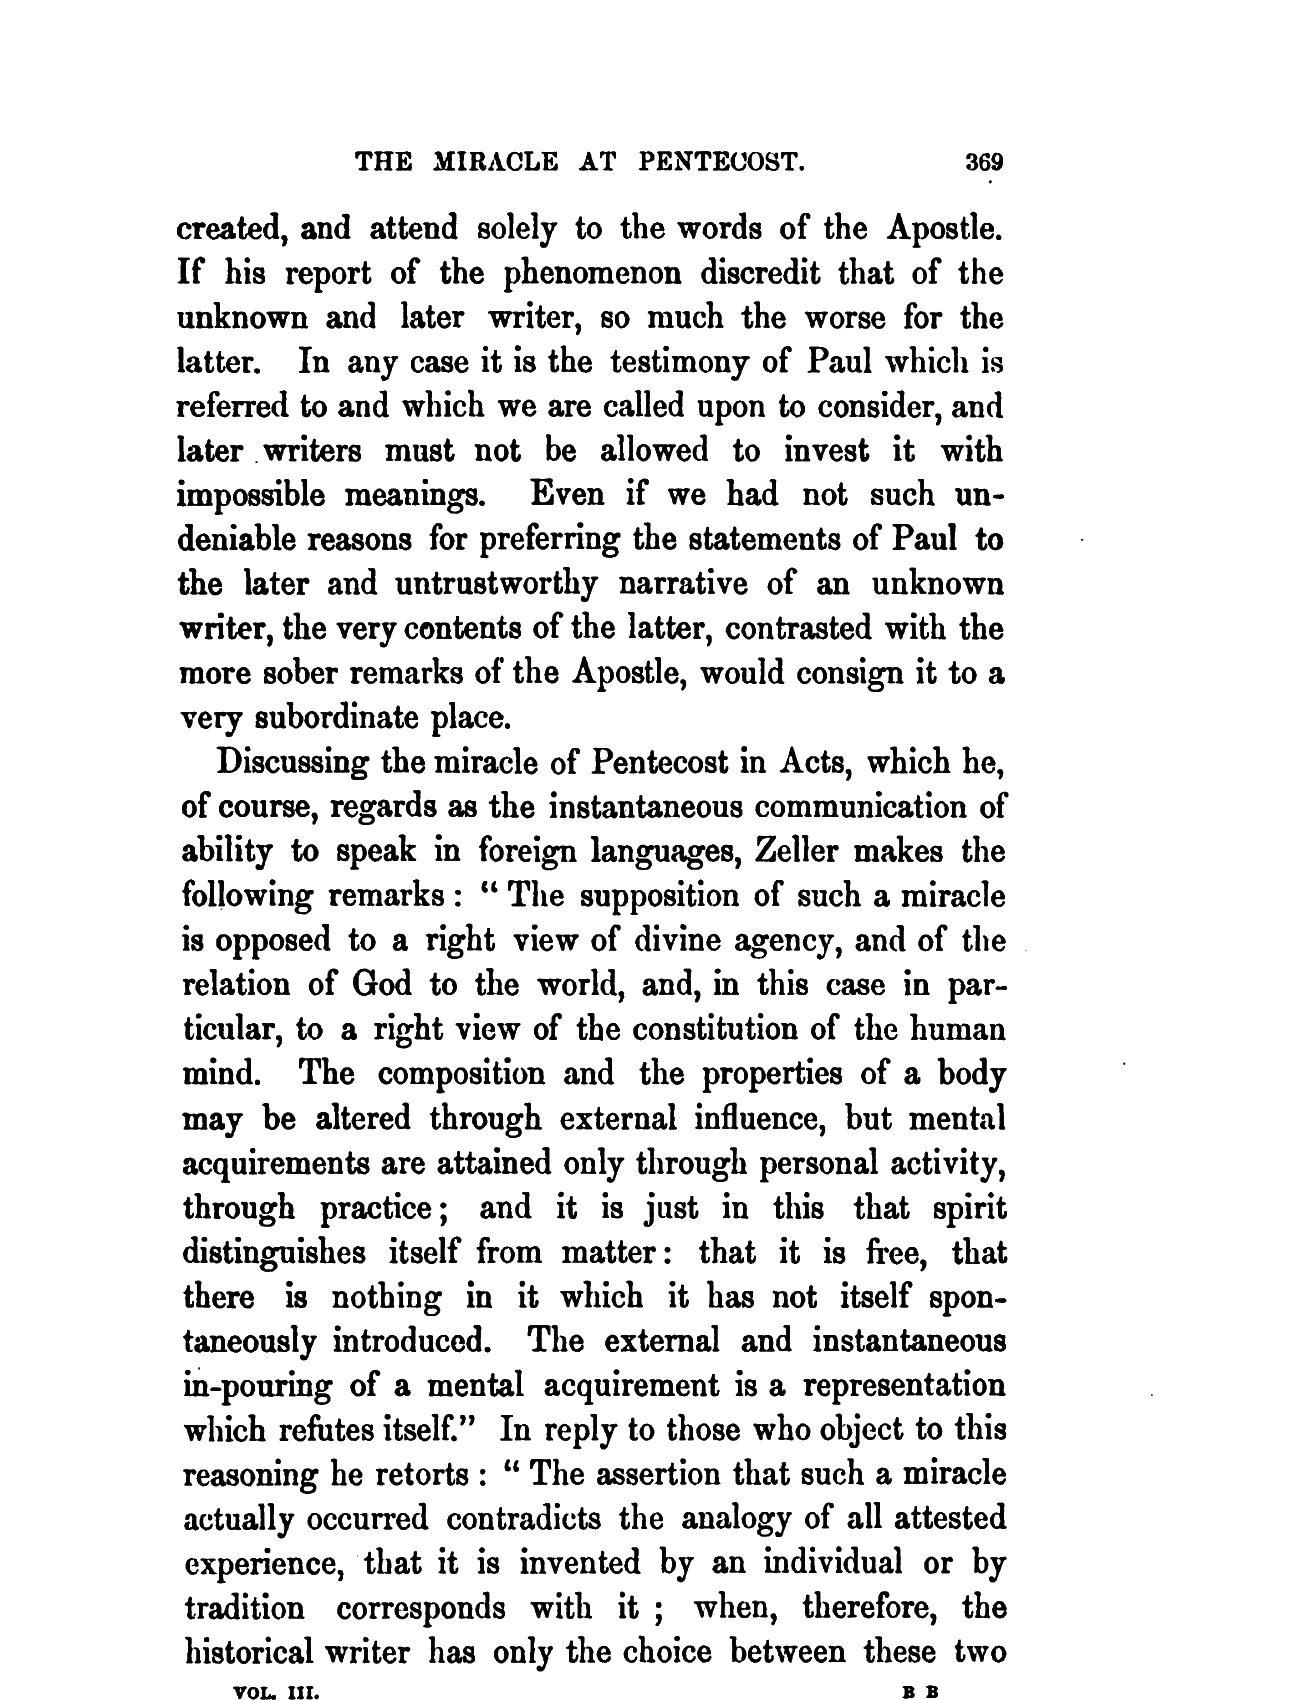 THE MIRACLE AT PENTECOST. 369
created, and attend solely to the words of the Apostle.
If his report of the phenomenon discredit that of the
unknown and later writer, so much the worse for the
latter. In any case it is the testimony of Paul which is
referred to and which we are called upon to consider, and
later writers must not be allowed to invest it with
impossible meanings. Even if we had not such un-
deniable reasons for preferring the statements of Paul to
the later and untrustworthy narrative of an unknown
writer, the very contents of the latter, contrasted with the
more sober remarks of the Apostle, would consign it to a
very subordinate place.
Discussing the miracle of Pentecost in Acts, which he,
of course, regards as the instantaneous communication of
ability to speak in foreign languages, Zeller makes the
following remarks : “ The supposition of such a miracle
is opposed to a right view of divine agency, and of the
relation of God to the world, and, in this case in par-
ticular, to a right view of the constitution of the human
mind. The composition and the properties of a body
may be altered through external influence, but mental
acquirements are attained only through personal activity,
through practice ; and it is just in this that spirit
distinguishes itself from matter : that it is free, that
there is nothing in it which it has not itself spon-
taneously introduced. The external and instantaneous
in-pouring of a mental acquirement is a representation
which refutes itself.” In reply to those who object to this
reasoning he retorts : “ The assertion that such a miracle
actually occurred contradicts the analogy of all attested
experience, that it is invented by an individual or by
tradition corresponds with it ; when, therefore, the
historical writer has only the choice between these two
VOL. III. B B